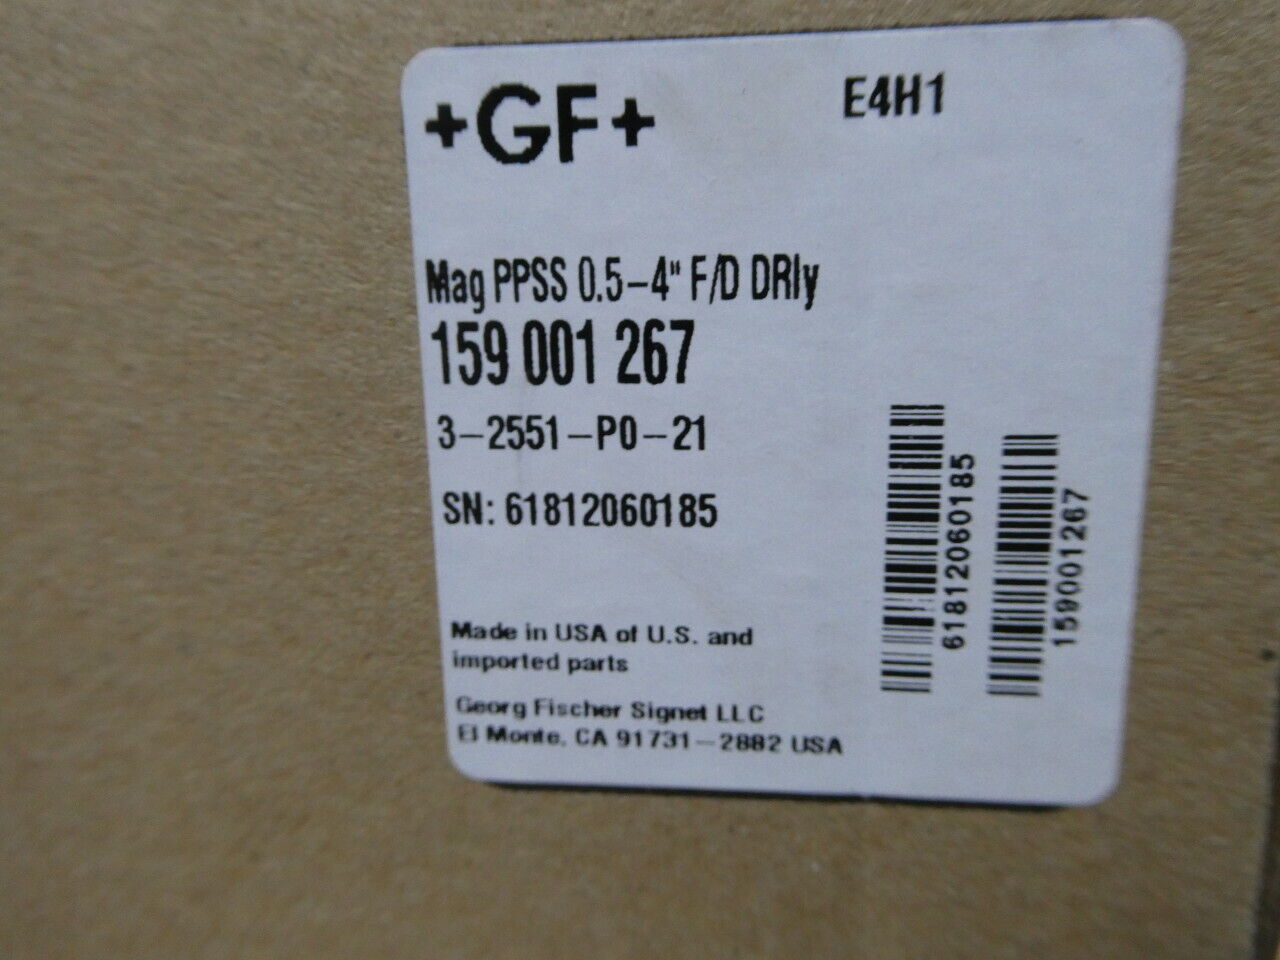 +GF+
E4H1
Mag PPSS 0.5-4" F/D DRly
159 001 267
3-2551-P0-21
SN: 61812060185
Made in USA of U.S. and
imported parts
Georg Fischer Signet LLC
El Monte, CA 91731-2882 USA
61812060185
159001267